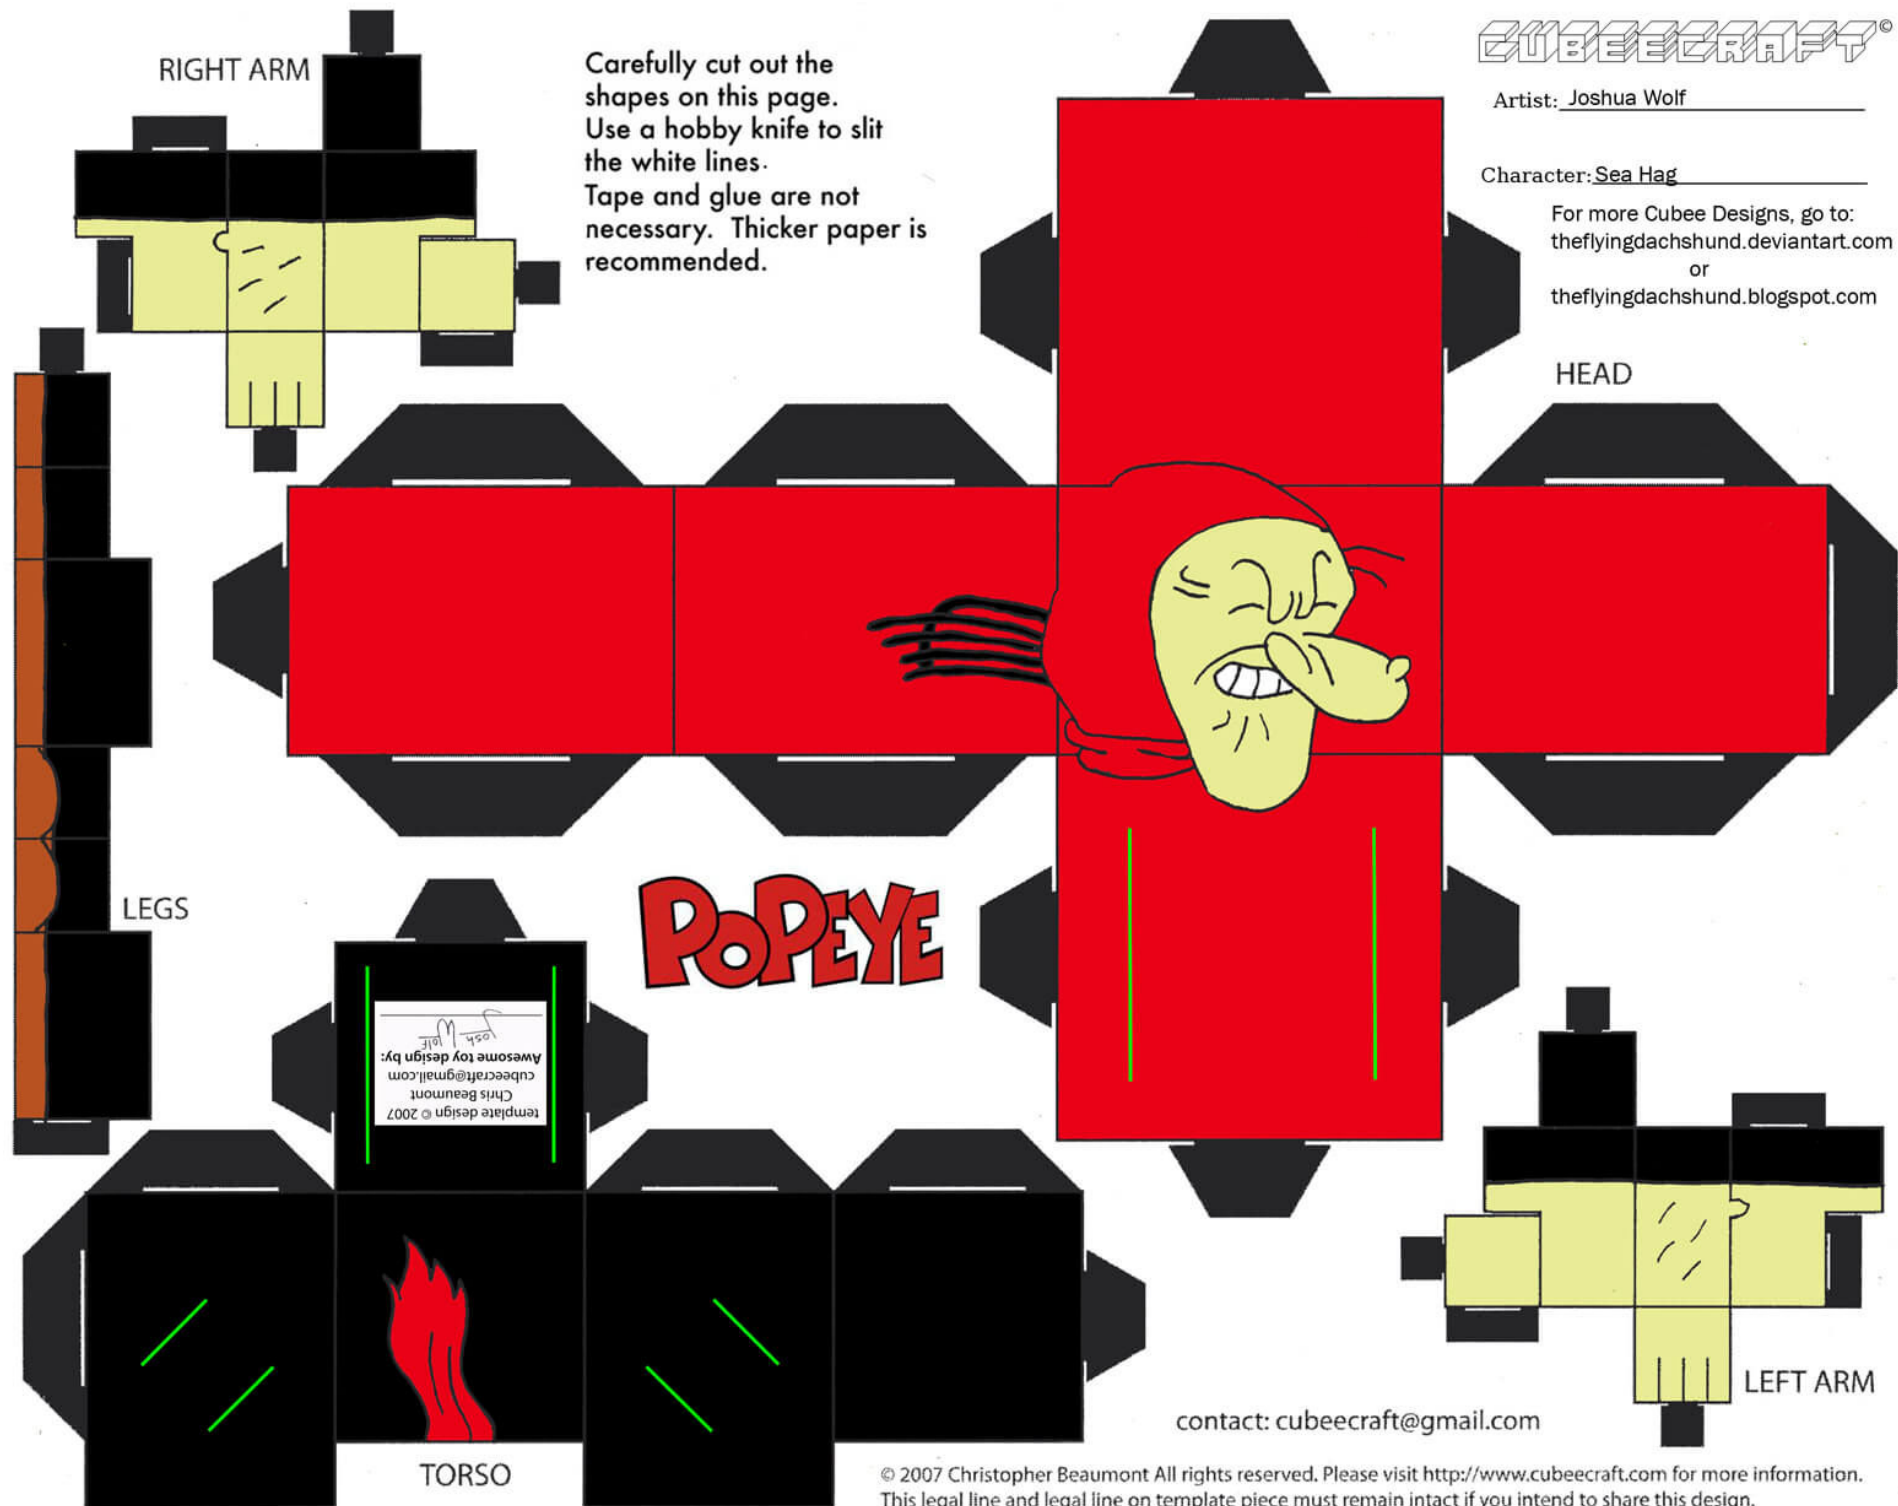 RIGHT ARM
Carefully cut out the
shapes on this page.
Use a hobby knife to slit
the white lines.
Tape and glue are not
necessary. Thicker paper is
recommended.
CUBEECRAFT©
Artist: Joshua Wolf
Character: Sea Hag
For more Cubee Designs, go to:
theflyingdachshund.deviantart.com
or
theflyingdachshund.blogspot.com
HEAD
LEGS
POPEYE
template design © 2007
Chris Beaumont
cubeecraft@gmail.com
Awesome toy design by:
Josh Wolf
LEFT ARM
contact: cubeecraft@gmail.com
TORSO
© 2007 Christopher Beaumont All rights reserved. Please visit http://www.cubeecraft.com for more information.
This legal line and legal line on template piece must remain intact if you intend to share this design.